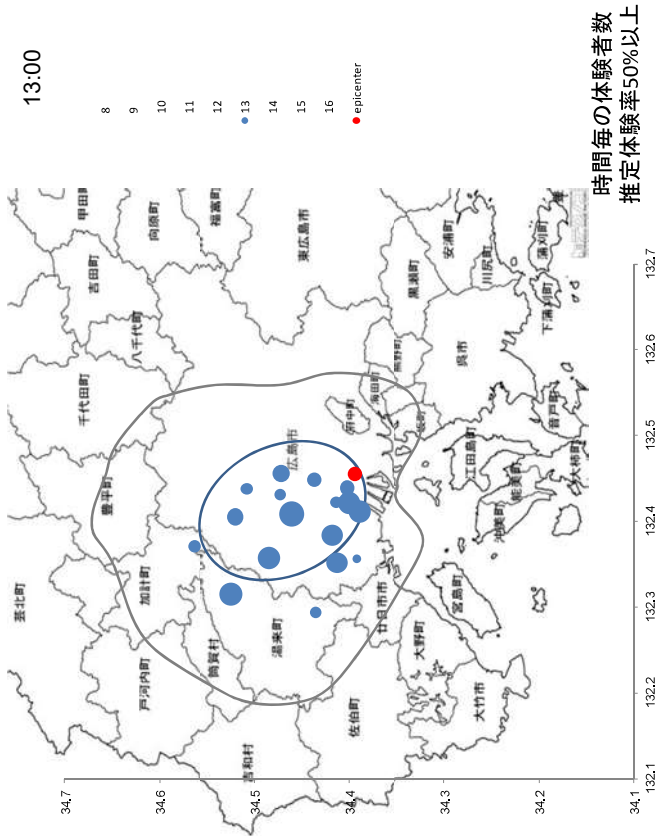 13:00
8
9
10
11
12
13
14
15
16
epicenter
時間毎の体験者数
推定体験率50%以上
甲田町
向原町
福富町
東広島市
吉田町
八千代町
千代田町
黒瀬町
安浦町
川尻町
蒲刈町
下蒲刈町
熊野町
海田町
府中町
呉市
広島市
音戸町
江田島町
能美町
沖美町
大柿町
豊平町
芸北町
加計町
戸河内町
筒賀村
湯来町
廿日市市
宮島町
大野町
佐伯町
大竹市
吉和村
34.7
34.6
34.5
34.4
34.3
34.2
34.1
132.1
132.2
132.3
132.4
132.5
132.6
132.7